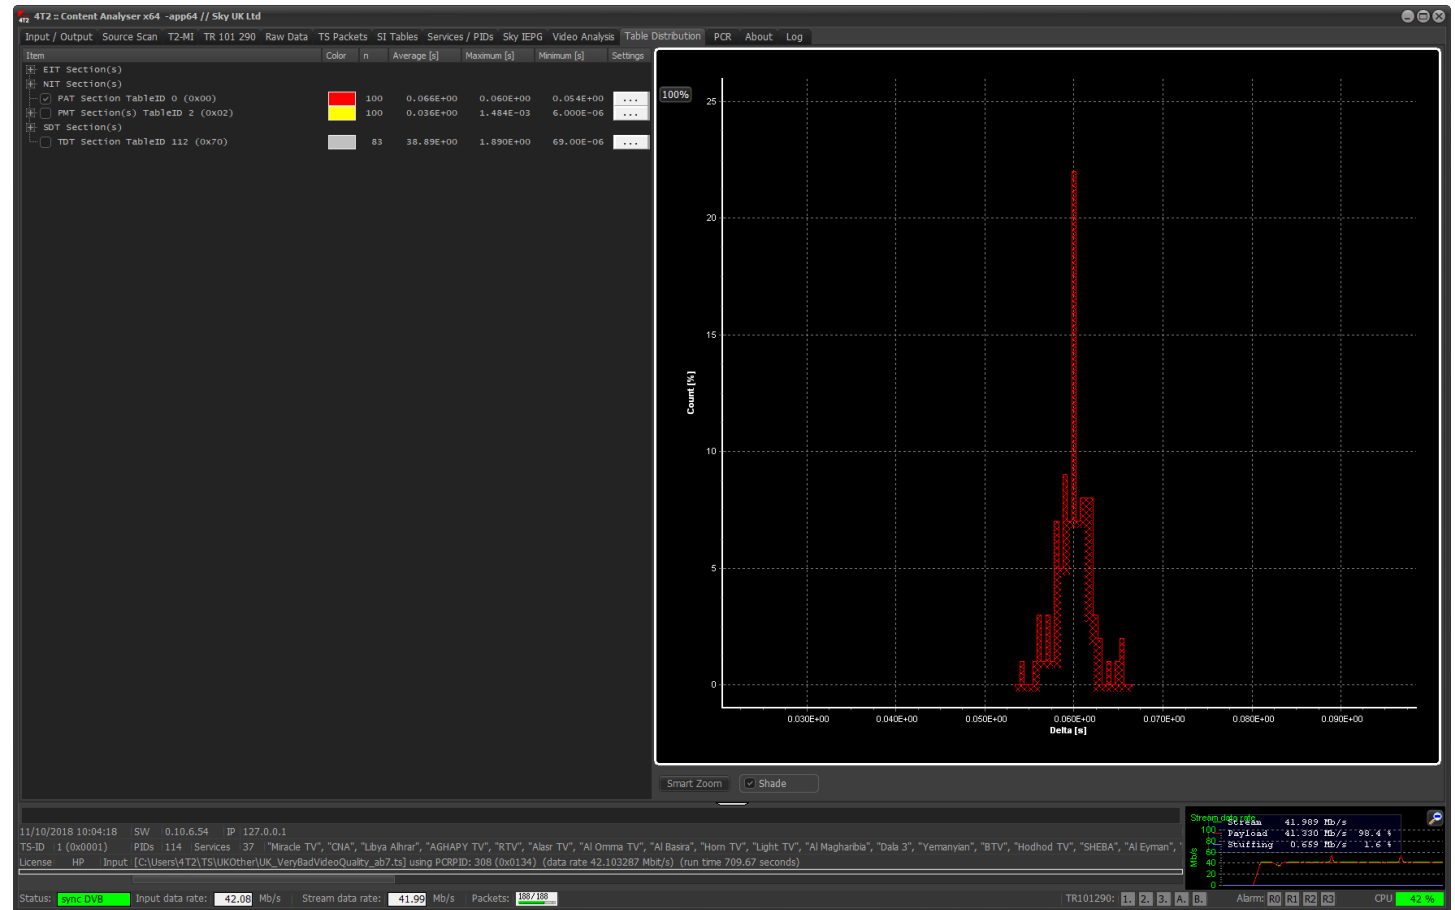 4T2 :: Content Analyser x64 -app64 // Sky UK Ltd
Input / Output Source Scan T2-MI TR 101 290 Raw Data TS Packets SI Tables Services / PIDs Sky IEPG Video Analysis Table Distribution PCR About Log
Item Color n Average [s] Maximum [s] Minimum [s] Settings
EIT Section(s)
NIT Section(s)
PAT Section TableID 0 (0x00) 100 0.066E+00 0.060E+00 0.054E+00 ...
PMT Section(s) TableID 2 (0x02) 100 0.036E+00 1.484E-03 6.000E-06 ...
SDT Section(s)
TDT Section TableID 112 (0x70) 83 38.89E+00 1.890E+00 69.00E-06 ...
100%
25
20
15
10
5
0
Count [%]
0.030E+00 0.040E+00 0.050E+00 0.060E+00 0.070E+00 0.080E+00 0.090E+00
Delta [s]
Smart Zoom Shade
11/10/2018 10:04:18 SW 0.10.6.54 IP 127.0.0.1
TS-ID 1 (0x0001) PIDs 114 Services 37 "Miracle TV", "CNA", "Libya Alhrar", "AGHAPY TV", "RTV", "Alasr TV", "Al Omma TV", "Al Basira", "Horn TV", "Light TV", "Al Magharibia", "Dala 3", "Yemanyian", "BTV", "Hodhod TV", "SHEBA", "Al Eyman", "
License HP Input [C:\Users\4T2\TS\UKOther\UK_VeryBadVideoQuality_ab7.ts] using PCRPID: 308 (0x0134) (data rate 42.103287 Mbit/s) (run time 709.67 seconds)
Stream data rate
Stream 41.989 Mb/s
Payload 41.330 Mb/s 98.4 %
Stuffing 0.659 Mb/s 1.6 %
100
80
60
40
20
0
Mb/s
Status: sync DVB Input data rate: 42.08 Mb/s Stream data rate: 41.99 Mb/s Packets: 188/188 TR101290: 1. 2. 3. A. B. Alarm: R0 R1 R2 R3 CPU 42 %